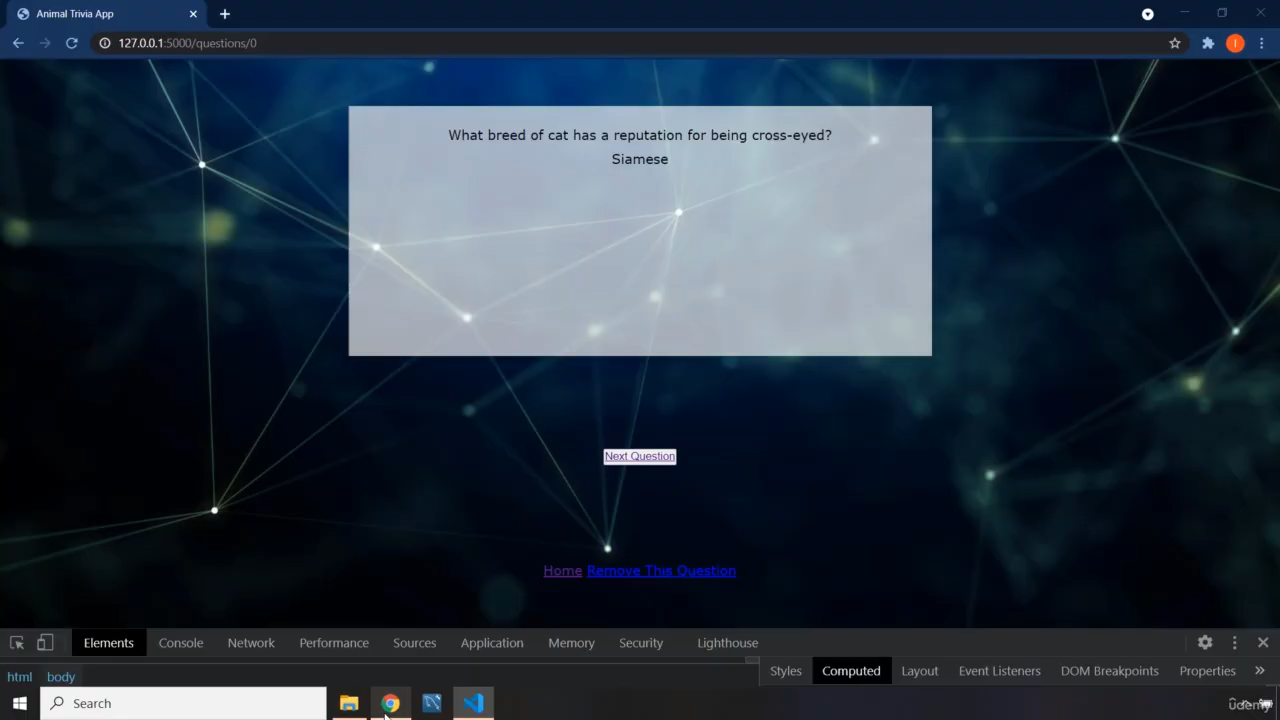 Animal Trivia App
127.0.0.1:5000/questions/0
I
What breed of cat has a reputation for being cross-eyed?
Siamese
Next Question
Home Remove This Question
Elements Console Network Performance Sources Application Memory Security Lighthouse
html body
Styles Computed Layout Event Listeners DOM Breakpoints Properties »
Search
udemy